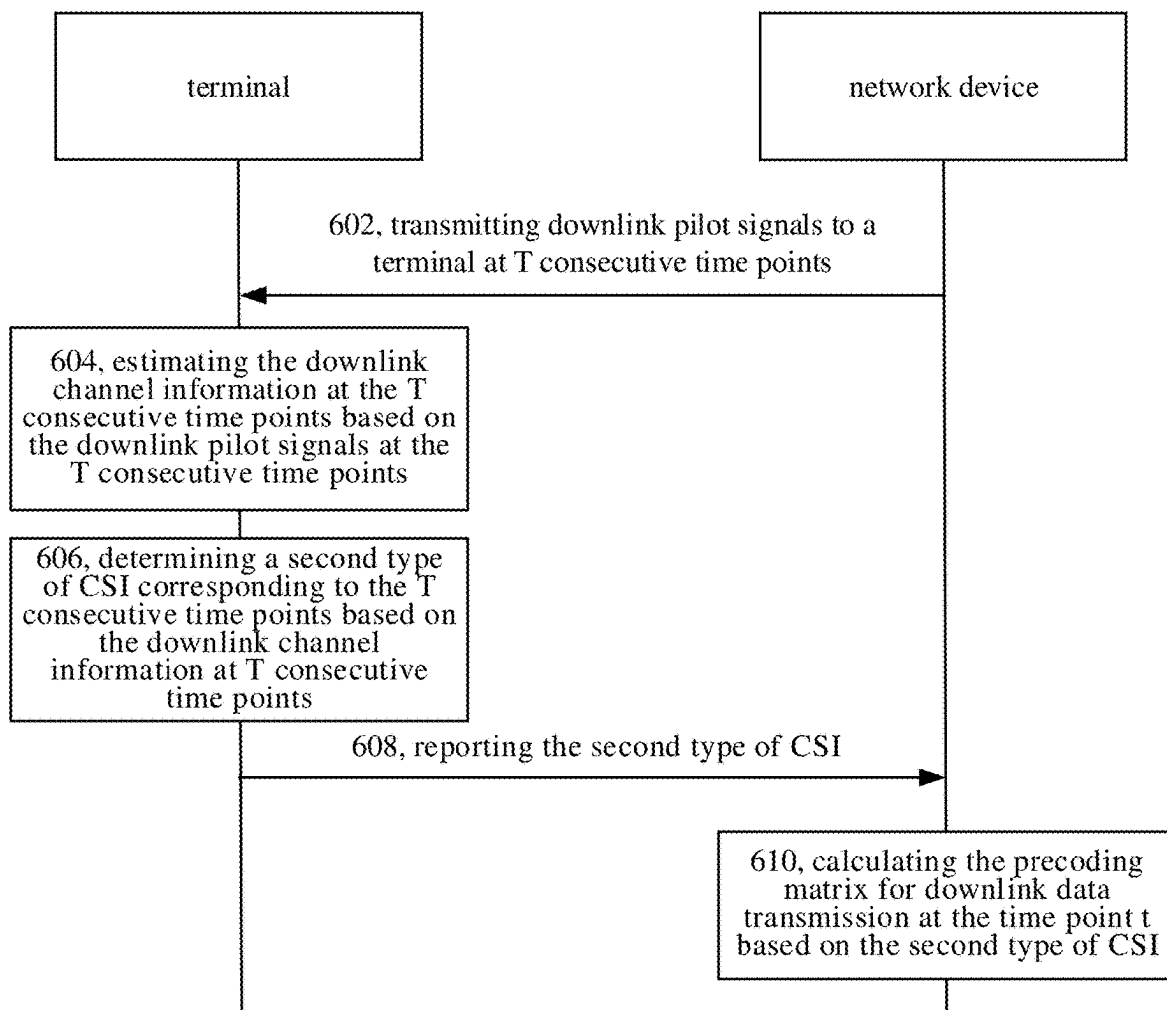 terminal
network device
602, transmitting downlink pilot signals to a
terminal at T consecutive time points
604, estimating the downlink
channel information at the T
consecutive time points based on
the downlink pilot signals at the
T consecutive time points
606, determining a second type
of CSI corresponding to the T
consecutive time points based on
the downlink channel
information at T consecutive
time points
608, reporting the second type of CSI
610, calculating the precoding
matrix for downlink data
transmission at the time point t
based on the second type of CSI